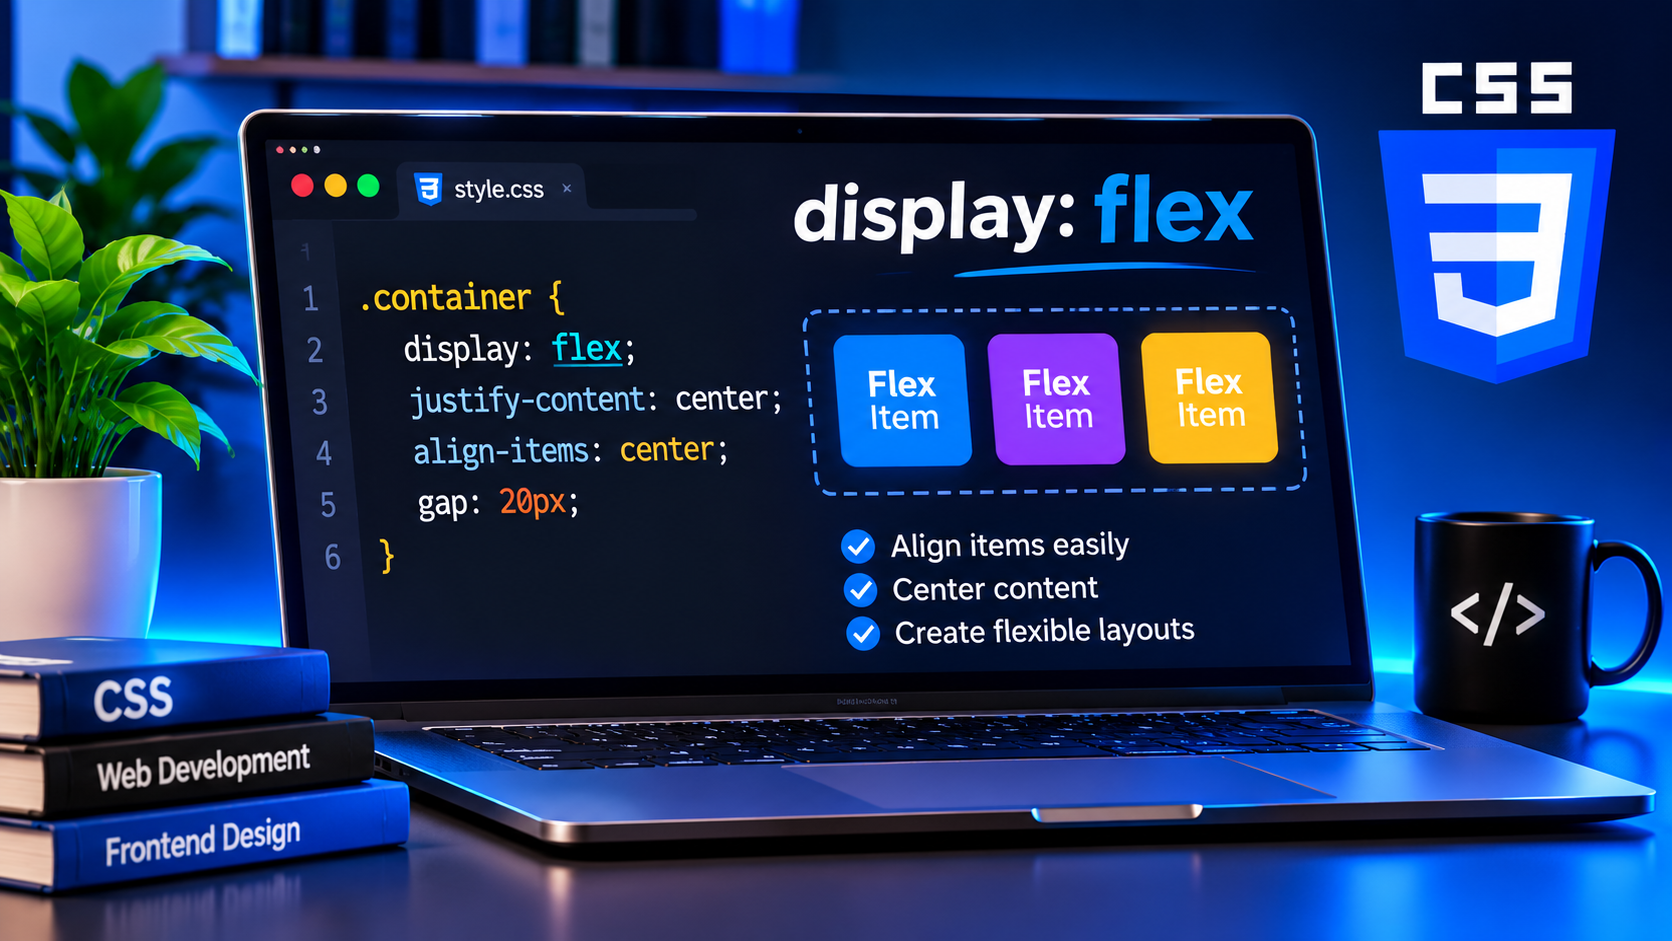 CSS
style.css ×
display: flex
1 .container {
2 display: flex;
3 justify-content: center;
4 align-items: center;
5 gap: 20px;
6 }
Flex
Item
Flex
Item
Flex
Item
Align items easily
Center content
Create flexible layouts
</>
CSS
Web Development
Frontend Design